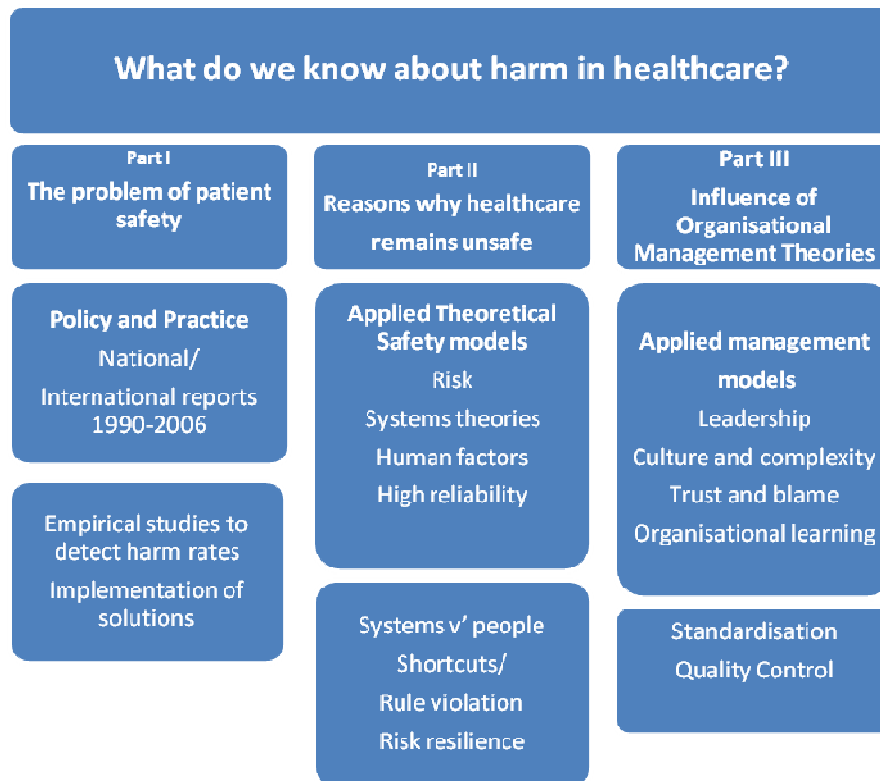 What do we know about harm in healthcare?
Part I
The problem of patient
safety
Part II
Reasons why healthcare
remains unsafe
Part III
Influence of
Organisational
Management Theories
Policy and Practice
National/
International reports
1990-2006
Empirical studies to
detect harm rates
Implementation of
solutions
Applied Theoretical
Safety models
Risk
Systems theories
Human factors
High reliability
Systems v' people
Shortcuts/
Rule violation
Risk resilience
Applied management
models
Leadership
Culture and complexity
Trust and blame
Organisational learning
Standardisation
Quality Control